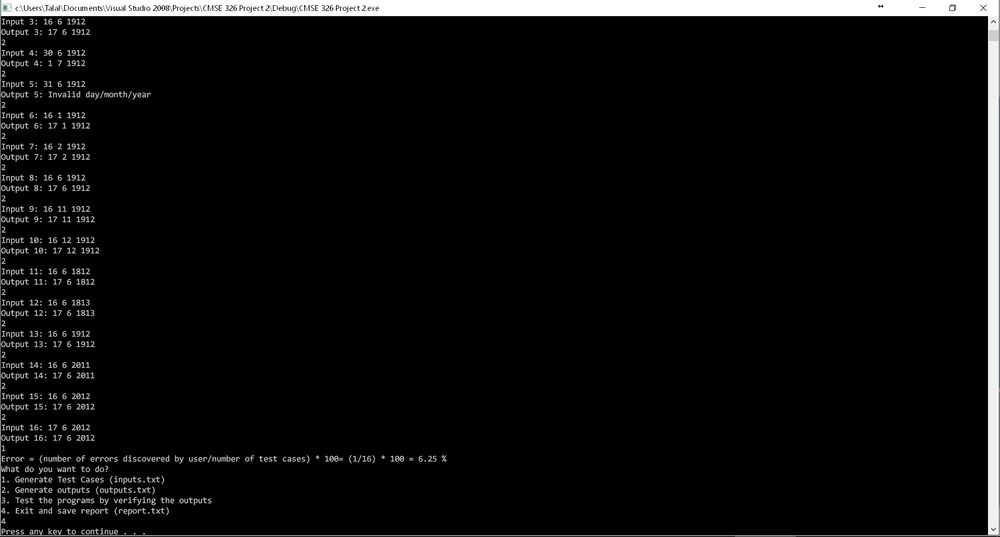 c:\Users\Talal\Documents\Visual Studio 2008\Projects\CMSE 326 Project 2\Debug\CMSE 326 Project 2.exe
Input 3: 16 6 1912
Output 3: 17 6 1912
2
Input 4: 30 6 1912
Output 4: 1 7 1912
2
Input 5: 31 6 1912
Output 5: Invalid day/month/year
2
Input 6: 16 1 1912
Output 6: 17 1 1912
2
Input 7: 16 2 1912
Output 7: 17 2 1912
2
Input 8: 16 6 1912
Output 8: 17 6 1912
2
Input 9: 16 11 1912
Output 9: 17 11 1912
2
Input 10: 16 12 1912
Output 10: 17 12 1912
2
Input 11: 16 6 1812
Output 11: 17 6 1812
2
Input 12: 16 6 1813
Output 12: 17 6 1813
2
Input 13: 16 6 1912
Output 13: 17 6 1912
2
Input 14: 16 6 2011
Output 14: 17 6 2011
2
Input 15: 16 6 2012
Output 15: 17 6 2012
2
Input 16: 17 6 2012
Output 16: 17 6 2012
1
Error = (number of errors discovered by user/number of test cases) * 100= (1/16) * 100 = 6.25 %
What do you want to do?
1. Generate Test Cases (inputs.txt)
2. Generate outputs (outputs.txt)
3. Test the programs by verifying the outputs
4. Exit and save report (report.txt)
4
Press any key to continue . . .